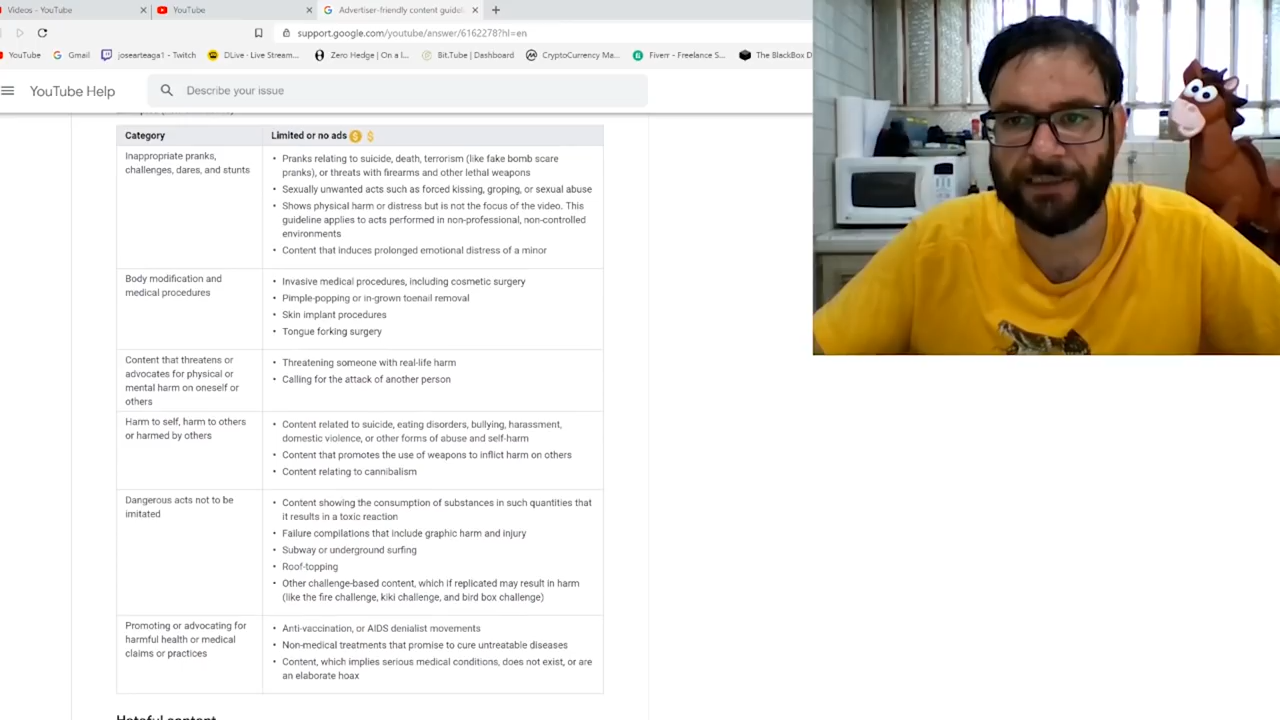 Videos - YouTube
YouTube
Advertiser-friendly content guidel
support.google.com/youtube/answer/6162278?hl=en
YouTube
Gmail
josearteaga1 - Twitch
DLive · Live Stream...
Zero Hedge | On a l...
Bit.Tube | Dashboard
CryptoCurrency Ma...
Fiverr – Freelance S...
The BlackBox D
YouTube Help
Describe your issue
Category
Limited or no ads
Inappropriate pranks,
challenges, dares, and stunts
• Pranks relating to suicide, death, terrorism (like fake bomb scare
pranks), or threats with firearms and other lethal weapons
• Sexually unwanted acts such as forced kissing, groping, or sexual abuse
• Shows physical harm or distress but is not the focus of the video. This
guideline applies to acts performed in non-professional, non-controlled
environments
• Content that induces prolonged emotional distress of a minor
Body modification and
medical procedures
• Invasive medical procedures, including cosmetic surgery
• Pimple-popping or in-grown toenail removal
• Skin implant procedures
• Tongue forking surgery
Content that threatens or
advocates for physical or
mental harm on oneself or
others
• Threatening someone with real-life harm
• Calling for the attack of another person
Harm to self, harm to others
or harmed by others
• Content related to suicide, eating disorders, bullying, harassment,
domestic violence, or other forms of abuse and self-harm
• Content that promotes the use of weapons to inflict harm on others
• Content relating to cannibalism
Dangerous acts not to be
imitated
• Content showing the consumption of substances in such quantities that
it results in a toxic reaction
• Failure compilations that include graphic harm and injury
• Subway or underground surfing
• Roof-topping
• Other challenge-based content, which if replicated may result in harm
(like the fire challenge, kiki challenge, and bird box challenge)
Promoting or advocating for
harmful health or medical
claims or practices
• Anti-vaccination, or AIDS denialist movements
• Non-medical treatments that promise to cure untreatable diseases
• Content, which implies serious medical conditions, does not exist, or are
an elaborate hoax
Hateful content